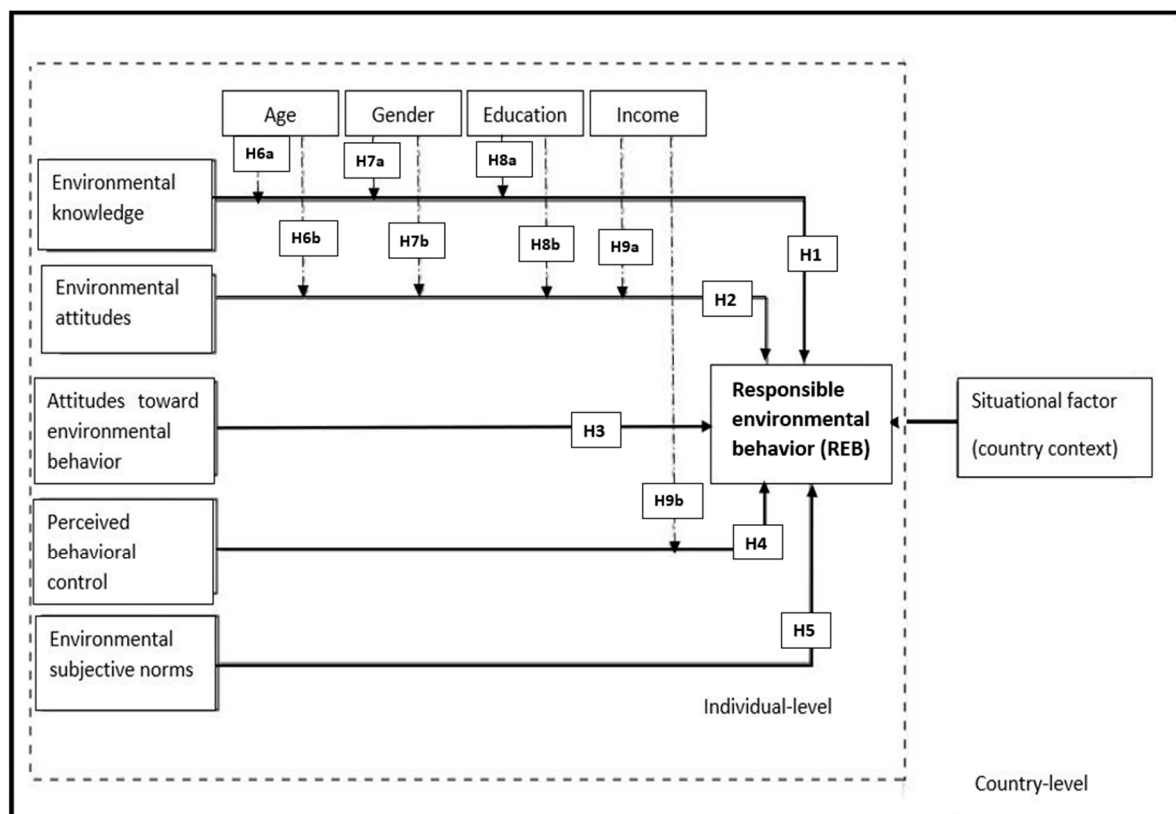 Age
Gender
Education
Income
H6a
H7a
H8a
Environmental
knowledge
H6b
H7b
H8b
H9a
H1
Environmental
attitudes
H2
Attitudes toward
environmental
behavior
H3
Responsible
environmental
behavior (REB)
Situational factor
(country context)
Perceived
behavioral
control
H9b
H4
Environmental
subjective norms
H5
Individual-level
Country-level